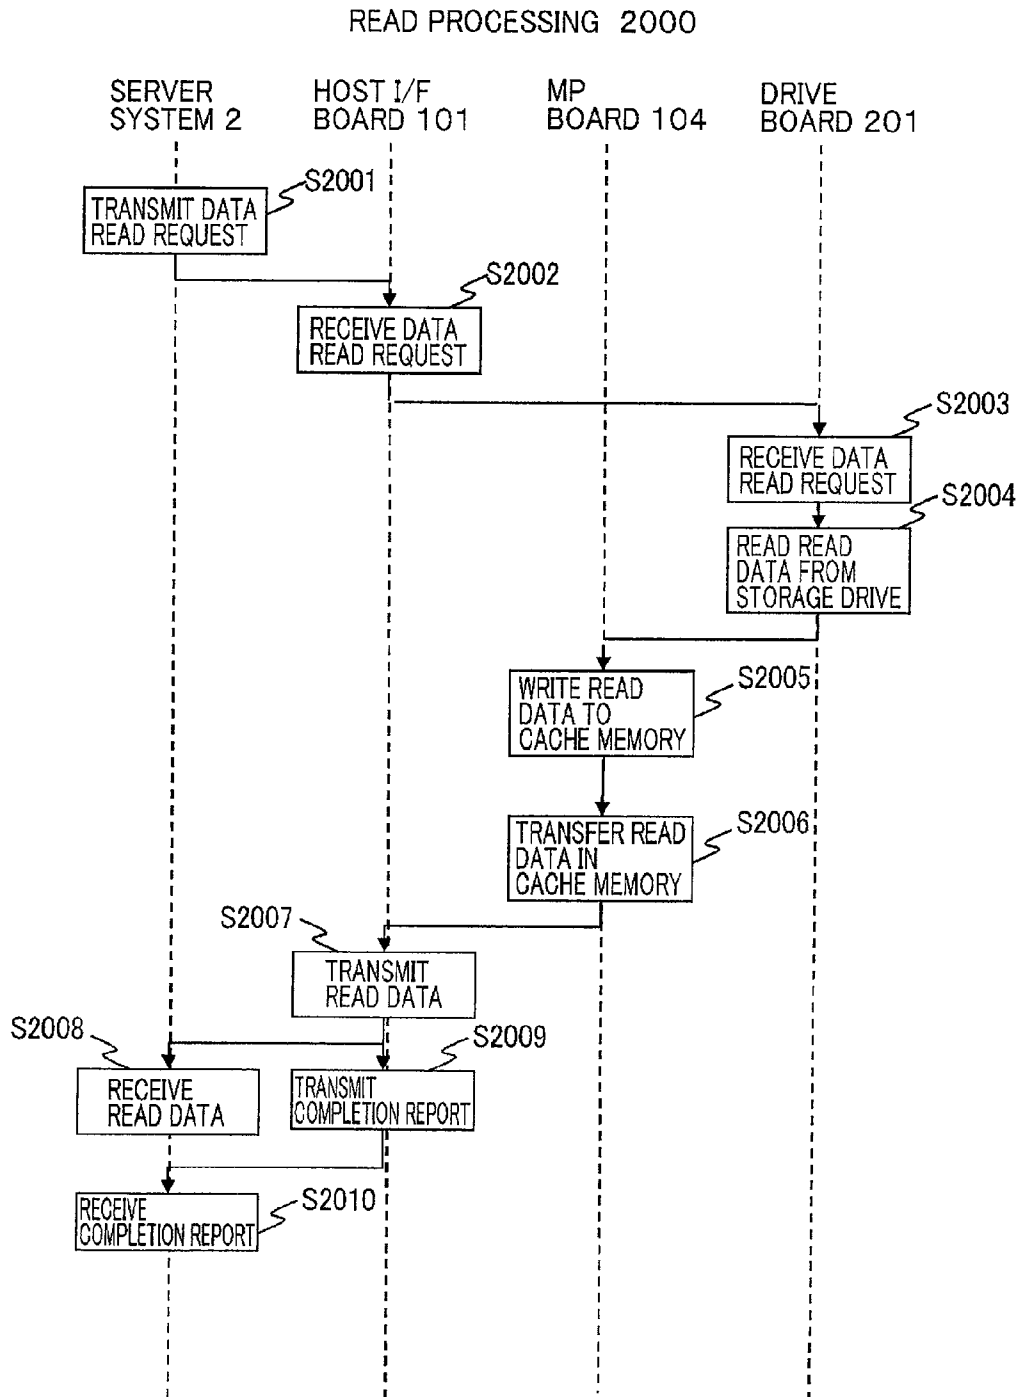 READ PROCESSING 2000
SERVER
SYSTEM 2
HOST I/F
BOARD 101
MP
BOARD 104
DRIVE
BOARD 201
S2001
TRANSMIT DATA
READ REQUEST
S2002
RECEIVE DATA
READ REQUEST
S2003
RECEIVE DATA
READ REQUEST
S2004
READ READ
DATA FROM
STORAGE DRIVE
S2005
WRITE READ
DATA TO
CACHE MEMORY
S2006
TRANSFER READ
DATA IN
CACHE MEMORY
S2007
TRANSMIT
READ DATA
S2008
RECEIVE
READ DATA
S2009
TRANSMIT
COMPLETION REPORT
S2010
RECEIVE
COMPLETION REPORT